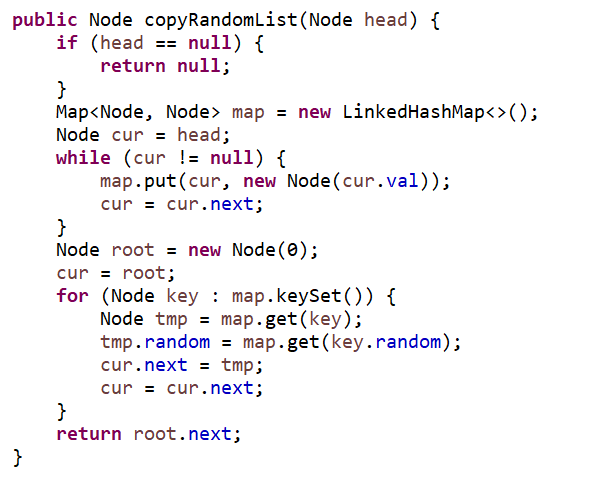 public Node copyRandomList(Node head) {
    if (head == null) {
        return null;
    }
    Map<Node, Node> map = new LinkedHashMap<>();
    Node cur = head;
    while (cur != null) {
        map.put(cur, new Node(cur.val));
        cur = cur.next;
    }
    Node root = new Node(0);
    cur = root;
    for (Node key : map.keySet()) {
        Node tmp = map.get(key);
        tmp.random = map.get(key.random);
        cur.next = tmp;
        cur = cur.next;
    }
    return root.next;
}